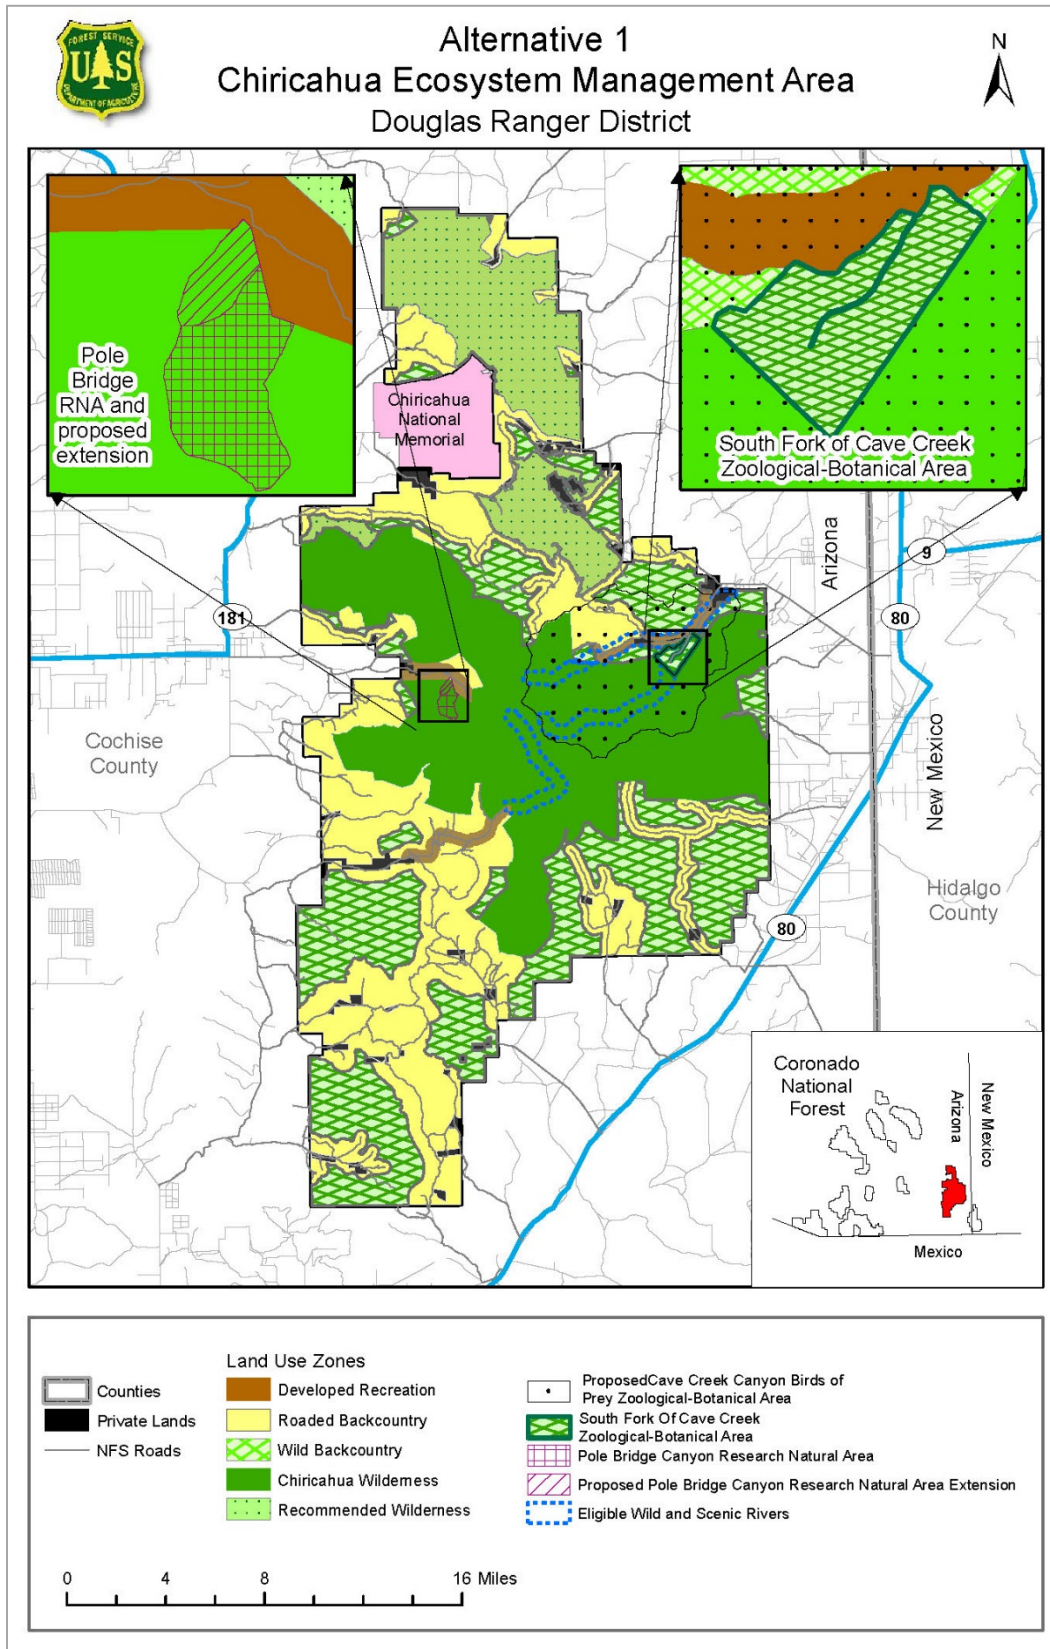 Alternative 1
Chiricahua Ecosystem Management Area
Douglas Ranger District
FOREST SERVICE
U S
DEPARTMENT OF AGRICULTURE
N
Pole
Bridge
RNA and
proposed
extension
South Fork of Cave Creek
Zoological-Botanical Area
Chiricahua
National
Memorial
Arizona
New Mexico
9
80
181
80
Cochise
County
Hidalgo
County
Coronado
National
Forest
Arizona
New Mexico
Mexico
Counties
Private Lands
NFS Roads
Land Use Zones
Developed Recreation
Roaded Backcountry
Wild Backcountry
Chiricahua Wilderness
Recommended Wilderness
ProposedCave Creek Canyon Birds of
Prey Zoological-Botanical Area
South Fork Of Cave Creek
Zoological-Botanical Area
Pole Bridge Canyon Research Natural Area
Proposed Pole Bridge Canyon Research Natural Area Extension
Eligible Wild and Scenic Rivers
0 4 8 16 Miles